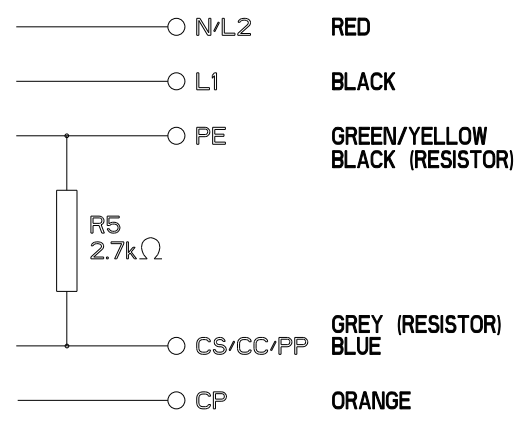 N/L2 RED
L1 BLACK
PE GREEN/YELLOW
BLACK (RESISTOR)
R5
2.7kΩ
GREY (RESISTOR)
CS/CC/PP BLUE
CP ORANGE